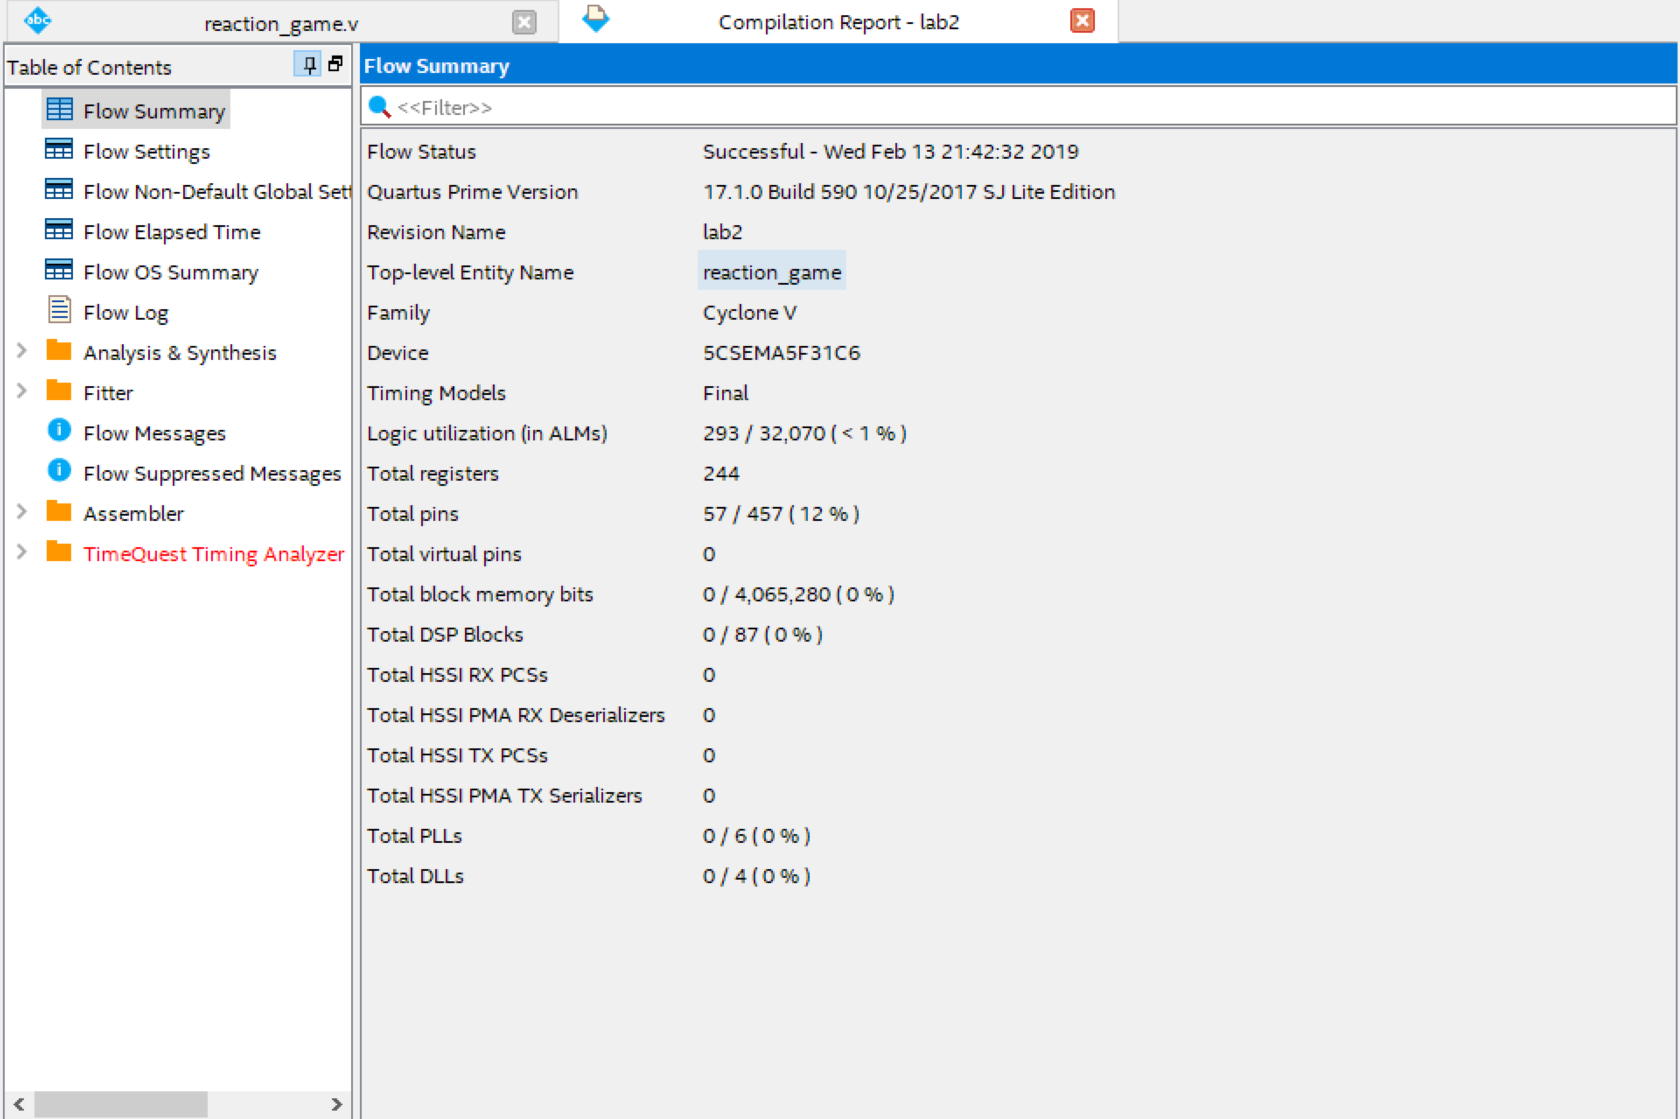 abc reaction_game.v
Compilation Report - lab2
Table of Contents
Flow Summary
Flow Settings
Flow Non-Default Global Sett
Flow Elapsed Time
Flow OS Summary
Flow Log
Analysis & Synthesis
Fitter
Flow Messages
Flow Suppressed Messages
Assembler
TimeQuest Timing Analyzer
Flow Summary
<<Filter>>
Flow Status Successful - Wed Feb 13 21:42:32 2019
Quartus Prime Version 17.1.0 Build 590 10/25/2017 SJ Lite Edition
Revision Name lab2
Top-level Entity Name reaction_game
Family Cyclone V
Device 5CSEMA5F31C6
Timing Models Final
Logic utilization (in ALMs) 293 / 32,070 ( < 1 % )
Total registers 244
Total pins 57 / 457 ( 12 % )
Total virtual pins 0
Total block memory bits 0 / 4,065,280 ( 0 % )
Total DSP Blocks 0 / 87 ( 0 % )
Total HSSI RX PCSs 0
Total HSSI PMA RX Deserializers 0
Total HSSI TX PCSs 0
Total HSSI PMA TX Serializers 0
Total PLLs 0 / 6 ( 0 % )
Total DLLs 0 / 4 ( 0 % )